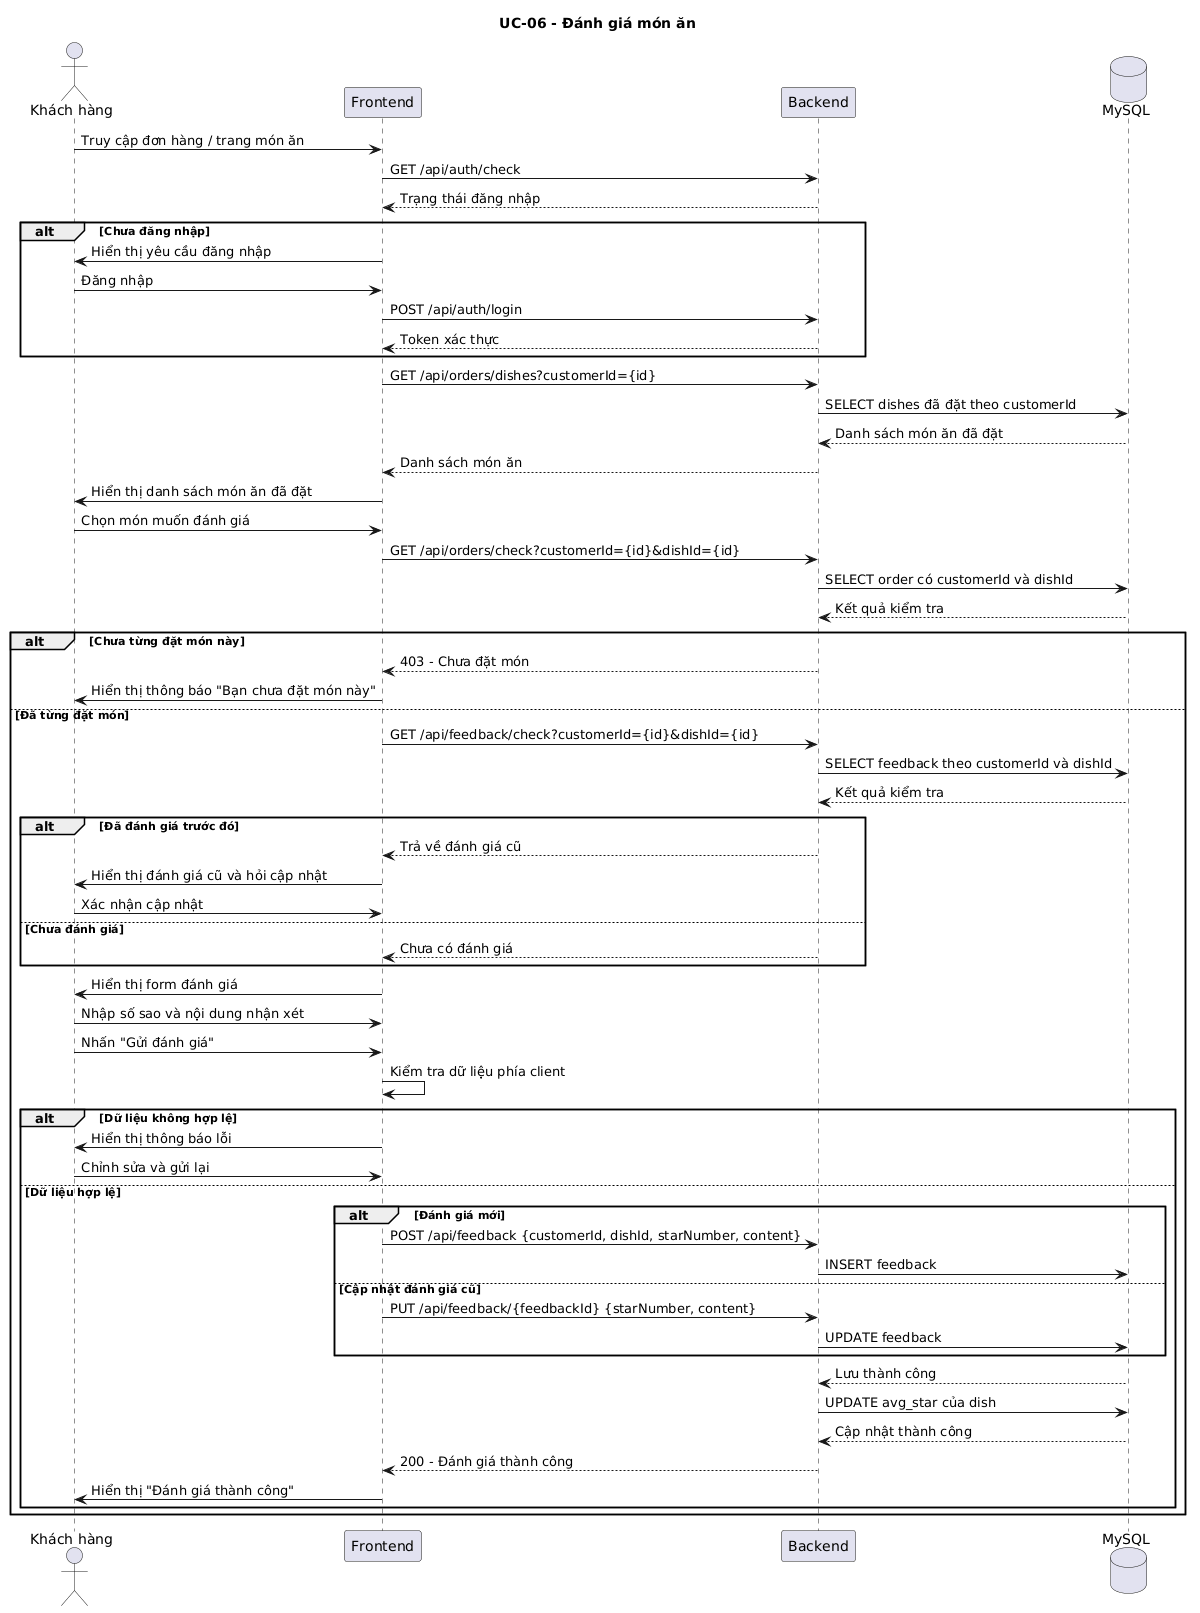 UC-06 - Đánh giá món ăn
Khách hàng
Frontend
Backend
MySQL
Truy cập đơn hàng / trang món ăn
GET /api/auth/check
Trạng thái đăng nhập
alt [Chưa đăng nhập]
Hiển thị yêu cầu đăng nhập
Đăng nhập
POST /api/auth/login
Token xác thực
GET /api/orders/dishes?customerId={id}
SELECT dishes đã đặt theo customerId
Danh sách món ăn đã đặt
Danh sách món ăn
Hiển thị danh sách món ăn đã đặt
Chọn món muốn đánh giá
GET /api/orders/check?customerId={id}&dishId={id}
SELECT order có customerId và dishId
Kết quả kiểm tra
alt [Chưa từng đặt món này]
403 - Chưa đặt món
Hiển thị thông báo "Bạn chưa đặt món này"
[Đã từng đặt món]
GET /api/feedback/check?customerId={id}&dishId={id}
SELECT feedback theo customerId và dishId
Kết quả kiểm tra
alt [Đã đánh giá trước đó]
Trả về đánh giá cũ
Hiển thị đánh giá cũ và hỏi cập nhật
Xác nhận cập nhật
[Chưa đánh giá]
Chưa có đánh giá
Hiển thị form đánh giá
Nhập số sao và nội dung nhận xét
Nhấn "Gửi đánh giá"
Kiểm tra dữ liệu phía client
alt [Dữ liệu không hợp lệ]
Hiển thị thông báo lỗi
Chỉnh sửa và gửi lại
[Dữ liệu hợp lệ]
alt [Đánh giá mới]
POST /api/feedback {customerId, dishId, starNumber, content}
INSERT feedback
[Cập nhật đánh giá cũ]
PUT /api/feedback/{feedbackId} {starNumber, content}
UPDATE feedback
Lưu thành công
UPDATE avg_star của dish
Cập nhật thành công
200 - Đánh giá thành công
Hiển thị "Đánh giá thành công"
Khách hàng
Frontend
Backend
MySQL